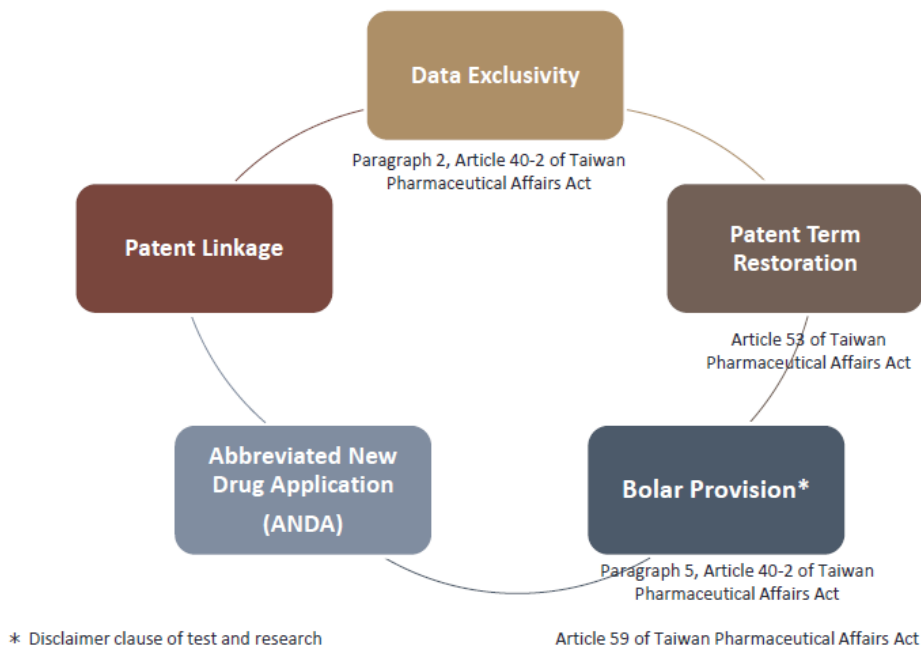 Data Exclusivity
Paragraph 2, Article 40-2 of Taiwan
Pharmaceutical Affairs Act
Patent Linkage
Patent Term
Restoration
Article 53 of Taiwan
Pharmaceutical Affairs Act
Abbreviated New
Drug Application
(ANDA)
Bolar Provision*
Paragraph 5, Article 40-2 of Taiwan
Pharmaceutical Affairs Act
* Disclaimer clause of test and research
Article 59 of Taiwan Pharmaceutical Affairs Act